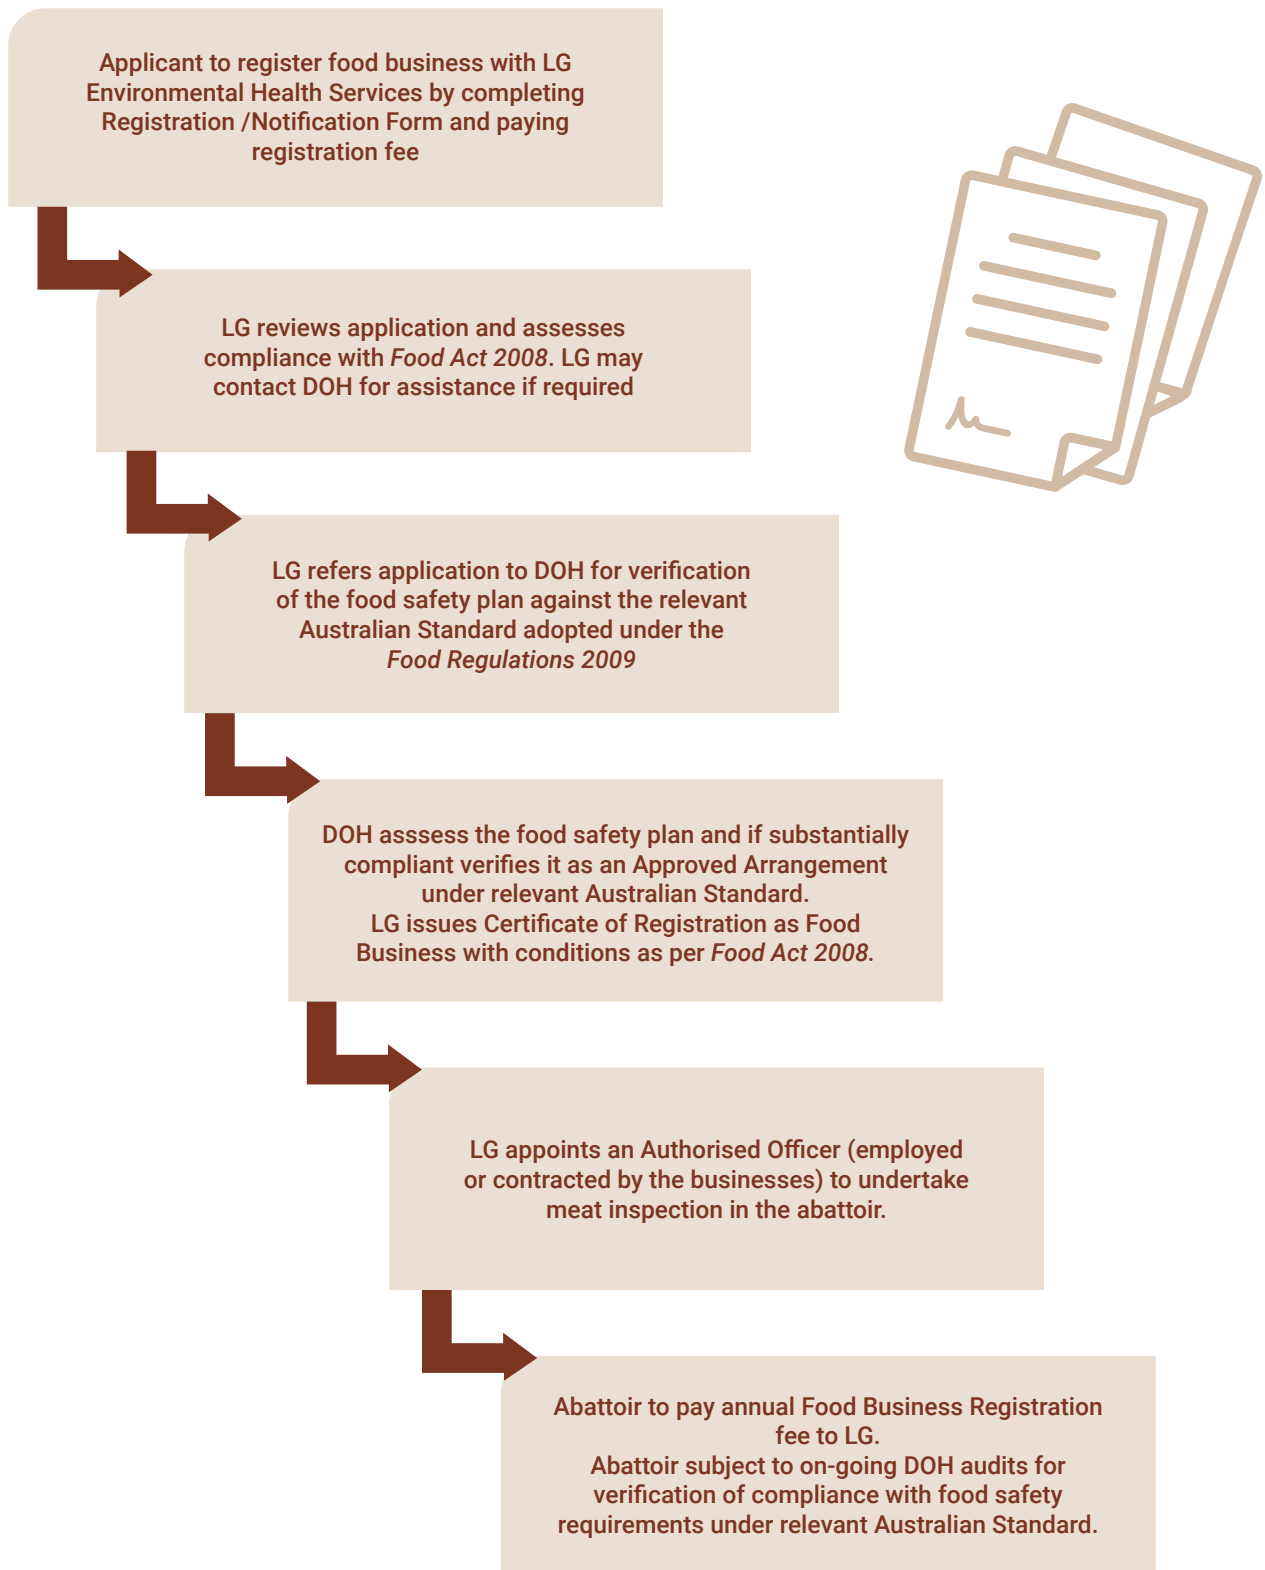 Applicant to register food business with LG
Environmental Health Services by completing
Registration /Notification Form and paying
registration fee
LG reviews application and assesses
compliance with Food Act 2008. LG may
contact DOH for assistance if required
LG refers application to DOH for verification
of the food safety plan against the relevant
Australian Standard adopted under the
Food Regulations 2009
DOH asssess the food safety plan and if substantially
compliant verifies it as an Approved Arrangement
under relevant Australian Standard.
LG issues Certificate of Registration as Food
Business with conditions as per Food Act 2008.
LG appoints an Authorised Officer (employed
or contracted by the businesses) to undertake
meat inspection in the abattoir.
Abattoir to pay annual Food Business Registration
fee to LG.
Abattoir subject to on-going DOH audits for
verification of compliance with food safety
requirements under relevant Australian Standard.